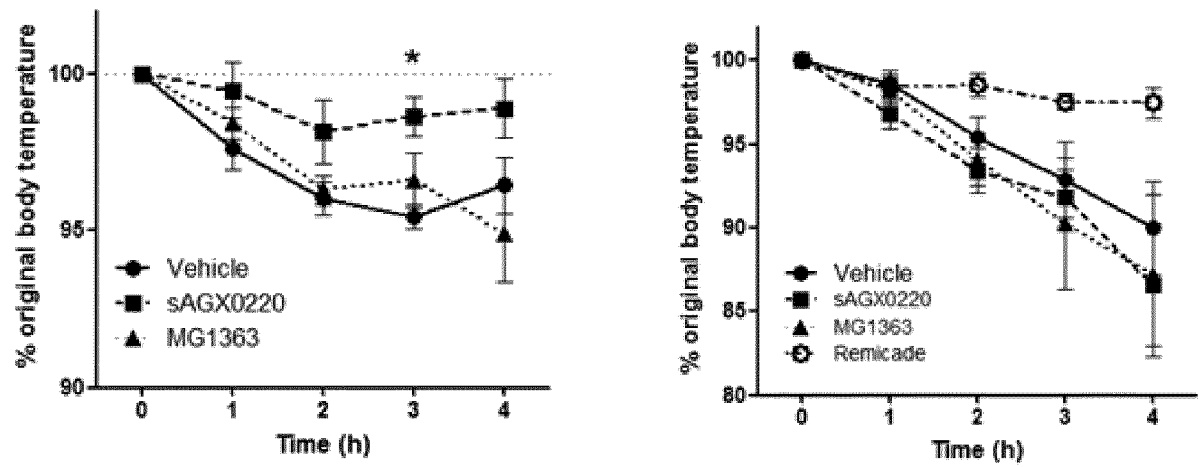 % original body temperature
100
95
90
*
Vehicle
sAGX0220
MG1363
0 1 2 3 4
Time (h)
% original body temperature
100
95
90
85
80
Vehicle
sAGX0220
MG1363
Remicade
0 1 2 3 4
Time (h)